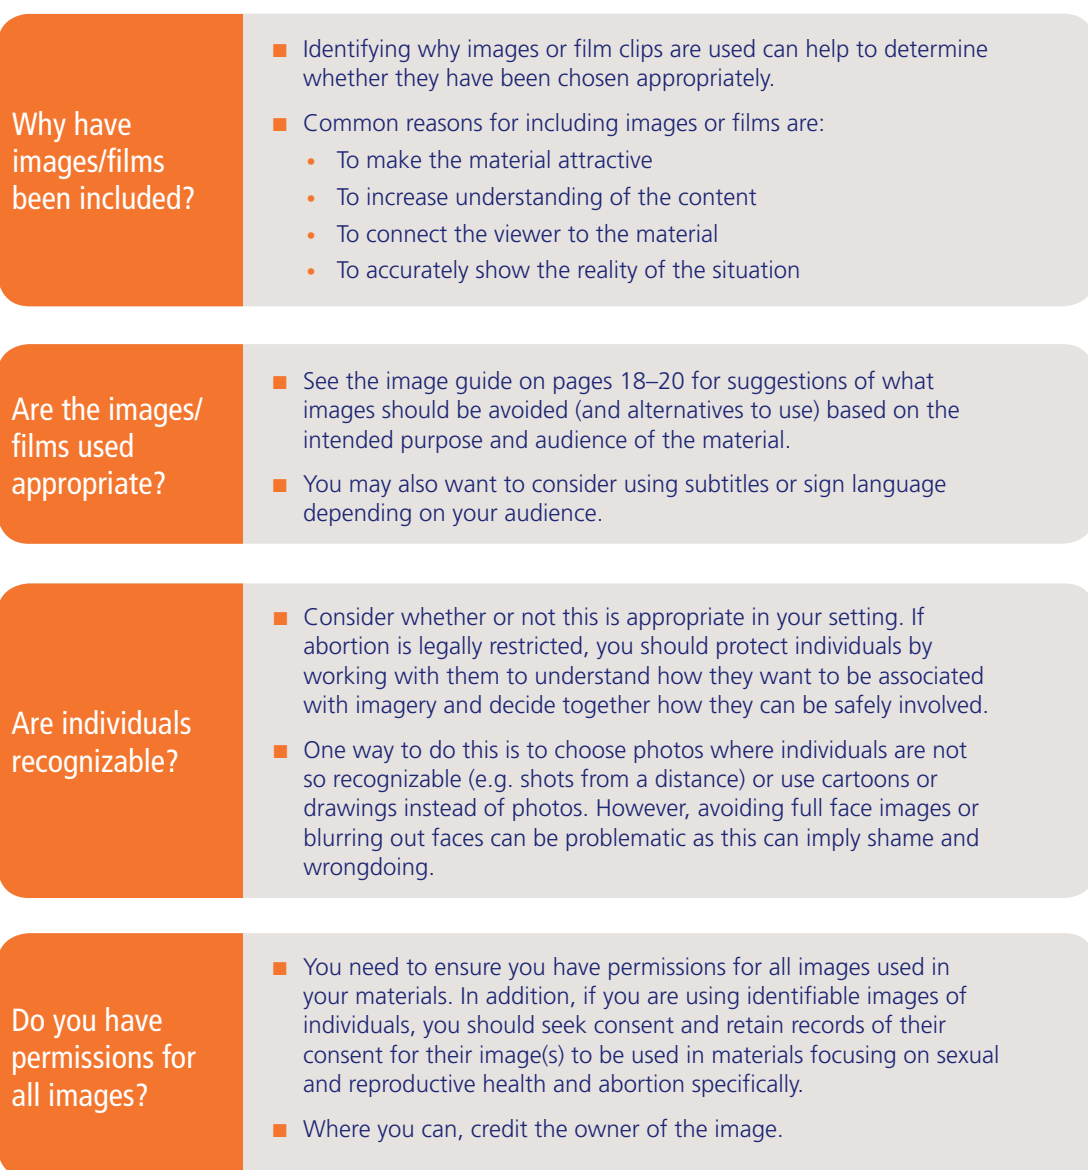 Why have
images/films
been included?
■ Identifying why images or film clips are used can help to determine
whether they have been chosen appropriately.
■ Common reasons for including images or films are:
• To make the material attractive
• To increase understanding of the content
• To connect the viewer to the material
• To accurately show the reality of the situation
Are the images/
films used
appropriate?
■ See the image guide on pages 18–20 for suggestions of what
images should be avoided (and alternatives to use) based on the
intended purpose and audience of the material.
■ You may also want to consider using subtitles or sign language
depending on your audience.
Are individuals
recognizable?
■ Consider whether or not this is appropriate in your setting. If
abortion is legally restricted, you should protect individuals by
working with them to understand how they want to be associated
with imagery and decide together how they can be safely involved.
■ One way to do this is to choose photos where individuals are not
so recognizable (e.g. shots from a distance) or use cartoons or
drawings instead of photos. However, avoiding full face images or
blurring out faces can be problematic as this can imply shame and
wrongdoing.
Do you have
permissions for
all images?
■ You need to ensure you have permissions for all images used in
your materials. In addition, if you are using identifiable images of
individuals, you should seek consent and retain records of their
consent for their image(s) to be used in materials focusing on sexual
and reproductive health and abortion specifically.
■ Where you can, credit the owner of the image.